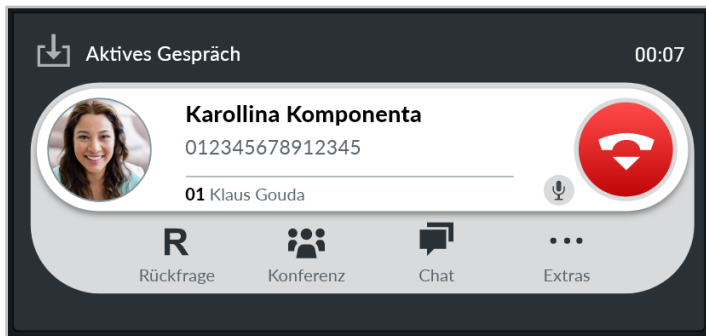 Aktives Gespräch 00:07
Karollina Komponenta
012345678912345
01 Klaus Gouda
R
Rückfrage Konferenz Chat Extras